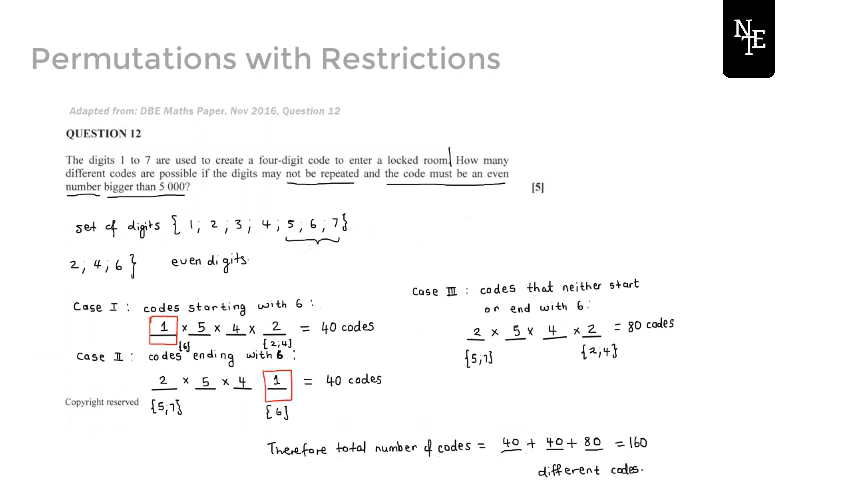 NTE
Permutations with Restrictions
Adapted from: DBE Maths Paper, Nov 2016, Question 12
QUESTION 12
The digits 1 to 7 are used to create a four-digit code to enter a locked room. How many
different codes are possible if the digits may not be repeated and the code must be an even
number bigger than 5 000?
[5]
set of digits { 1; 2; 3; 4; 5; 6; 7}
2; 4; 6 } even digits.
Case I : codes starting with 6 :
1 × 5 × 4 × 2 = 40 codes
{6} {2;4}
Case II : codes ending with 6 :
2 × 5 × 4 1 = 40 codes
{5;7} {6}
Case III : codes that neither start
or end with 6:
2 × 5 × 4 × 2 = 80 codes
{5;7} {2;4}
Copyright reserved
Therefore total number of codes = 40 + 40 + 80 = 160
different codes.